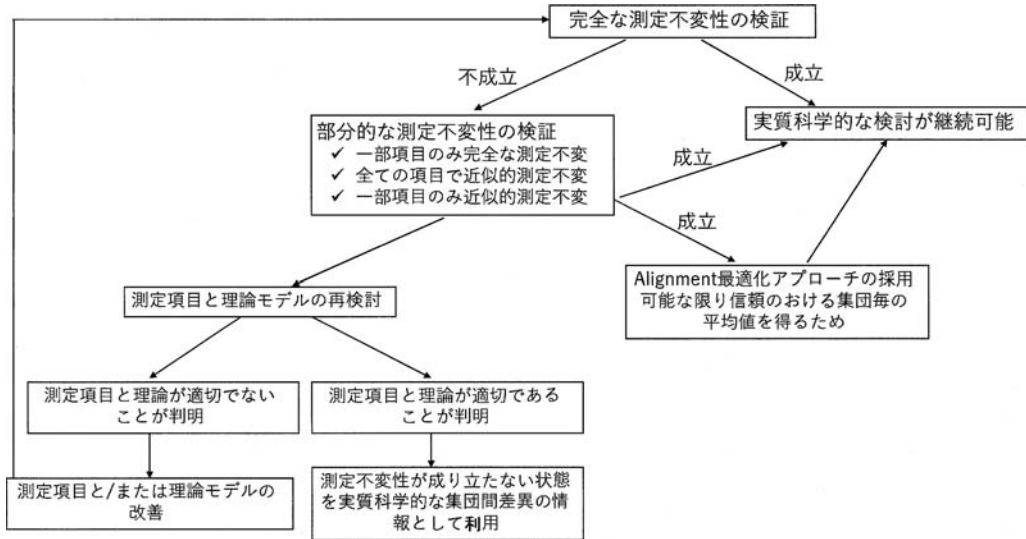 完全な測定不変性の検証
不成立
成立
部分的な測定不変性の検証
✓ 一部項目のみ完全な測定不変
✓ 全ての項目で近似的測定不変
✓ 一部項目のみ近似的測定不変
実質科学的な検討が継続可能
成立
成立
Alignment最適化アプローチの採用
可能な限り信頼のおける集団毎の
平均値を得るため
測定項目と理論モデルの再検討
測定項目と理論が適切でない
ことが判明
測定項目と理論が適切である
ことが判明
測定項目と/または理論モデルの
改善
測定不変性が成り立たない状態
を実質科学的な集団間差異の情
報として利用